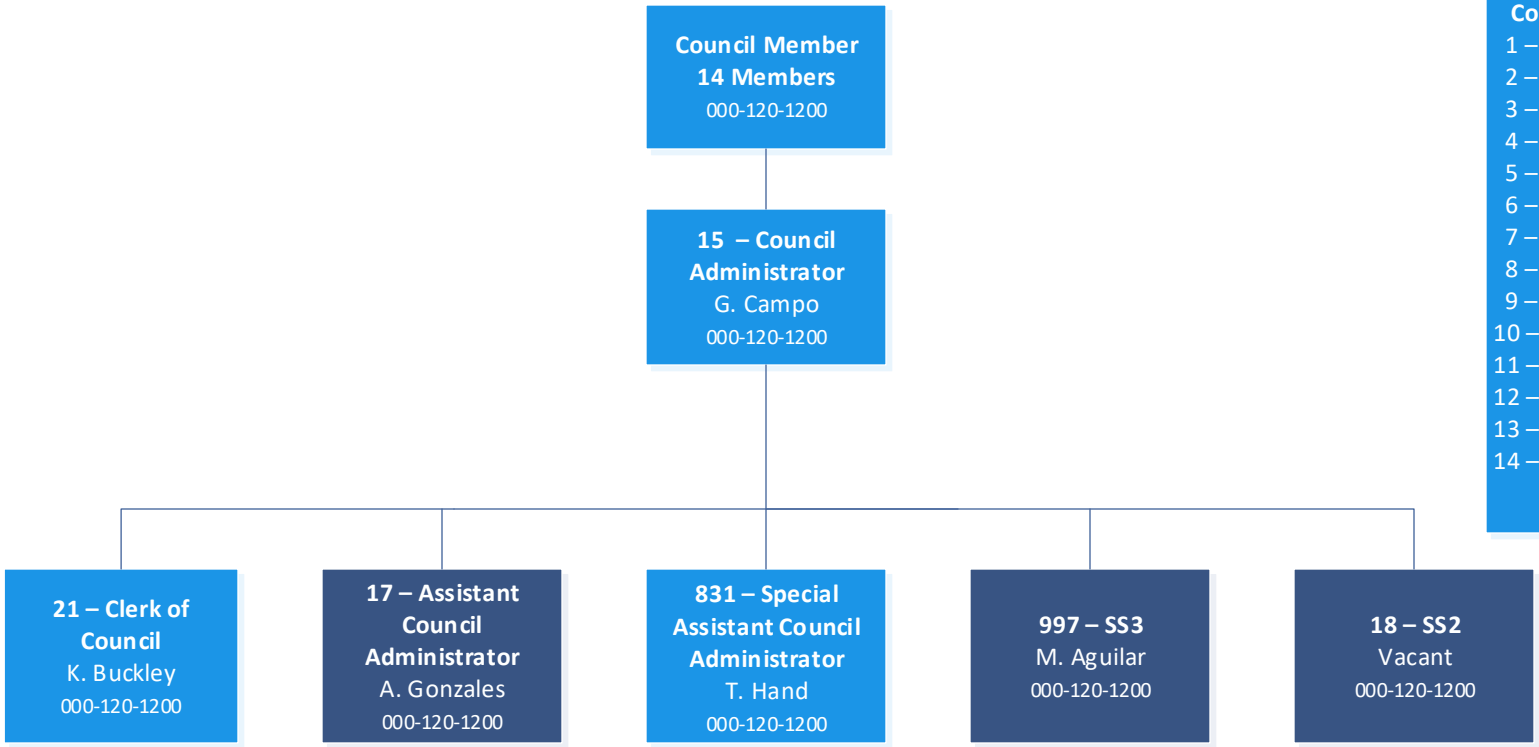 Council Member
14 Members
000-120-1200
15 – Council
Administrator
G. Campo
000-120-1200
21 – Clerk of
Council
K. Buckley
000-120-1200
17 – Assistant
Council
Administrator
A. Gonzales
000-120-1200
831 – Special
Assistant Council
Administrator
T. Hand
000-120-1200
997 – SS3
M. Aguilar
000-120-1200
18 – SS2
Vacant
000-120-1200
Co
1 –
2 –
3 –
4 –
5 –
6 –
7 –
8 –
9 –
10 –
11 –
12 –
13 –
14 –